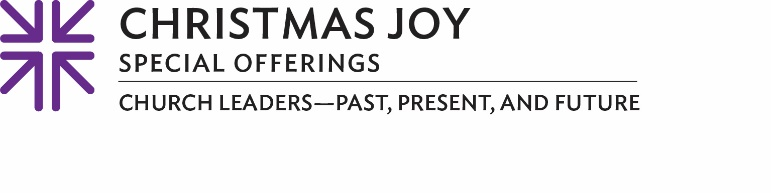 CHRISTMAS JOY
SPECIAL OFFERINGS
CHURCH LEADERS—PAST, PRESENT, AND FUTURE